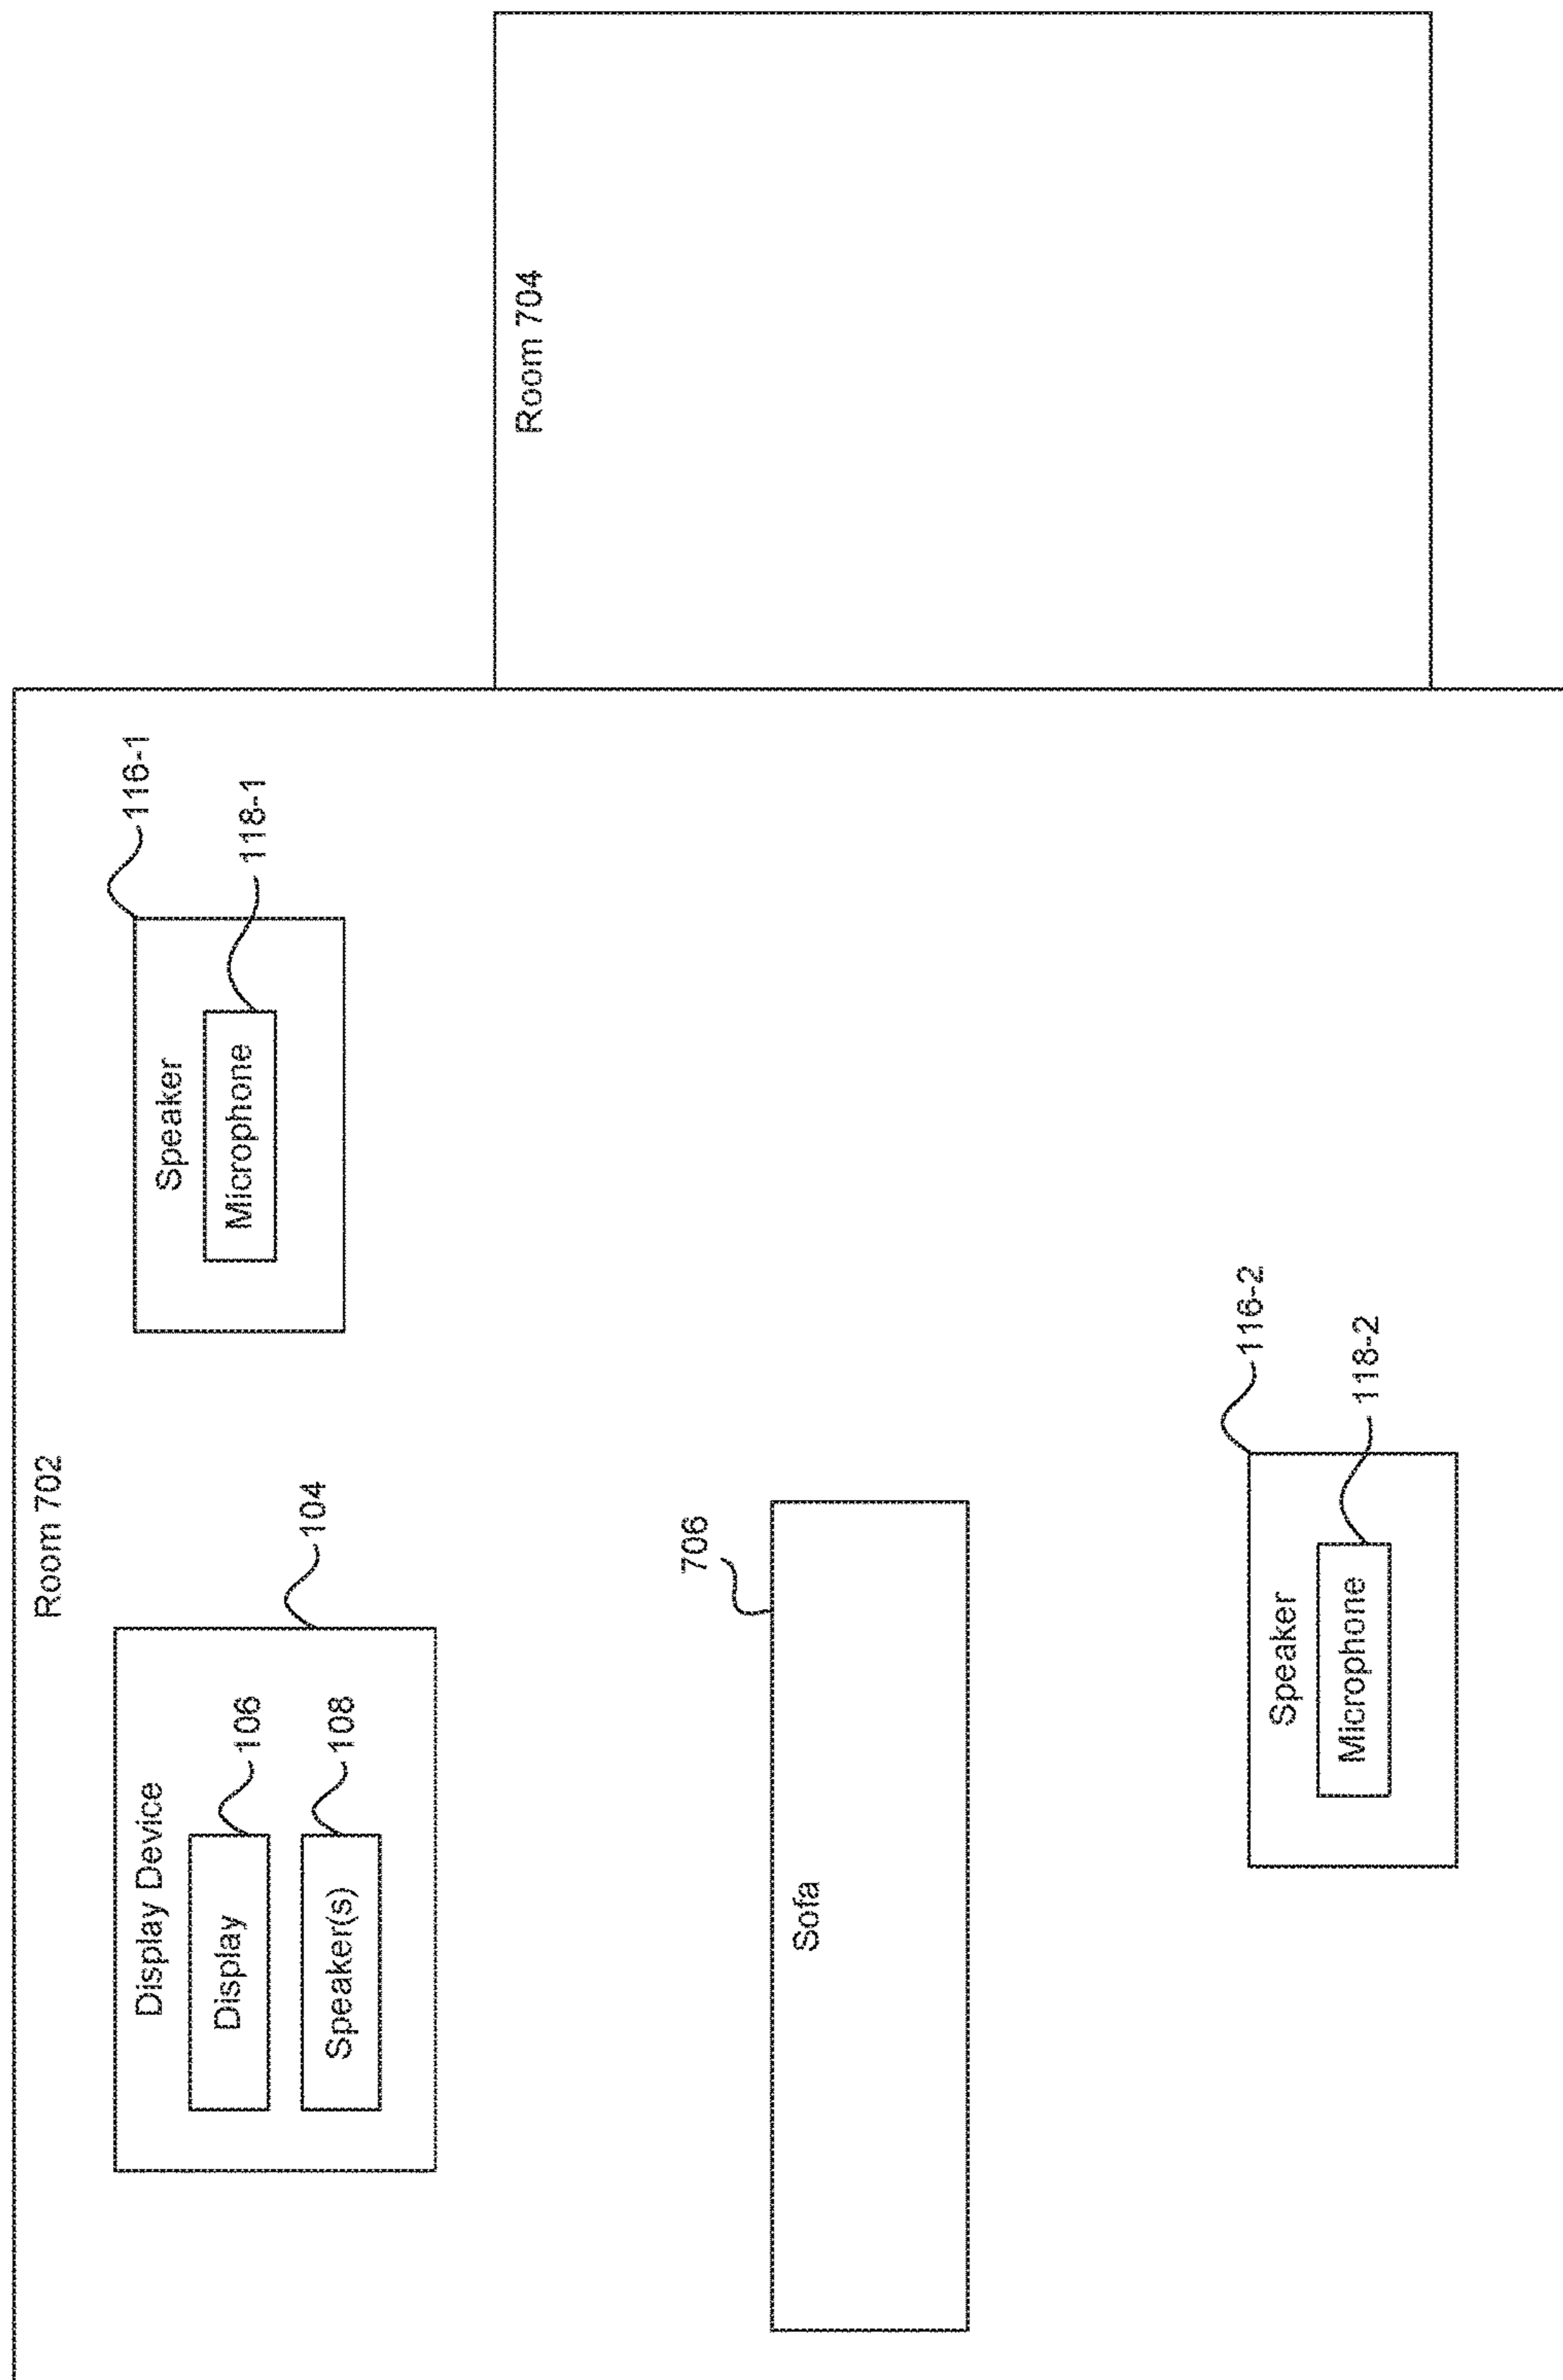 Room 702
Display Device
Display
106
Speaker(s)
108
104
Speaker
Microphone
116-1
118-1
Room 704
Sofa
706
Speaker
Microphone
116-2
118-2